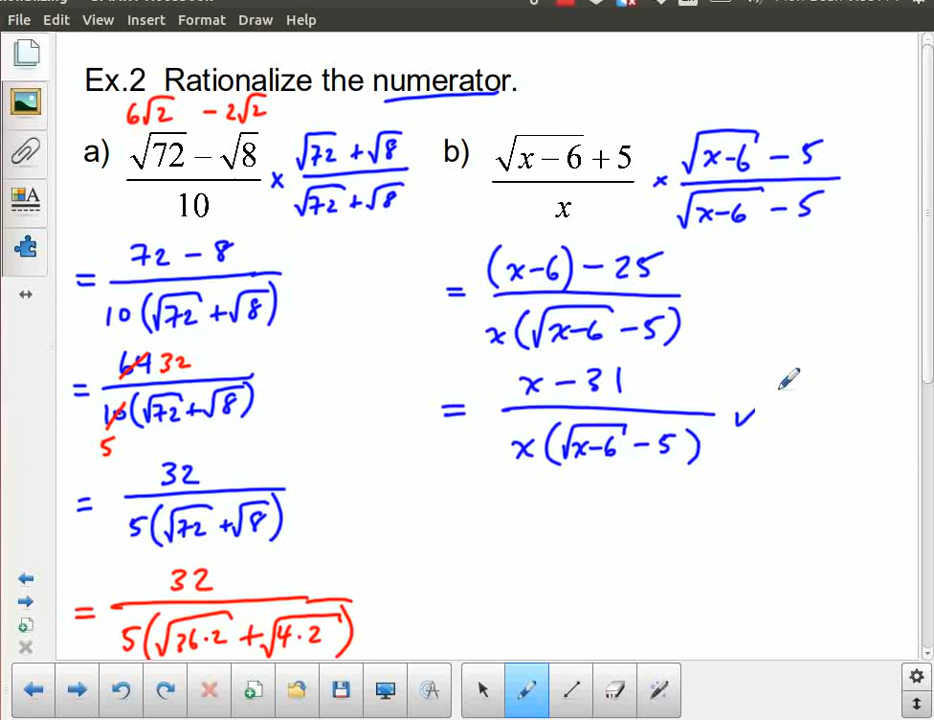 File Edit View Insert Format Draw Help
Ex.2 Rationalize the numerator.
6√2 - 2√2
a) (√72 - √8)/10 × (√72 + √8)/(√72 + √8)
= (72 - 8)/(10(√72 + √8))
= 64 32/(10 5(√72 + √8))
= 32/(5(√72 + √8))
= 32/(5(√36·2 + √4·2))
b) (√x - 6 + 5)/x × (√x-6 - 5)/(√x-6 - 5)
= ((x-6) - 25)/(x(√x-6 - 5))
= (x - 31)/(x(√x-6 - 5)) ✓